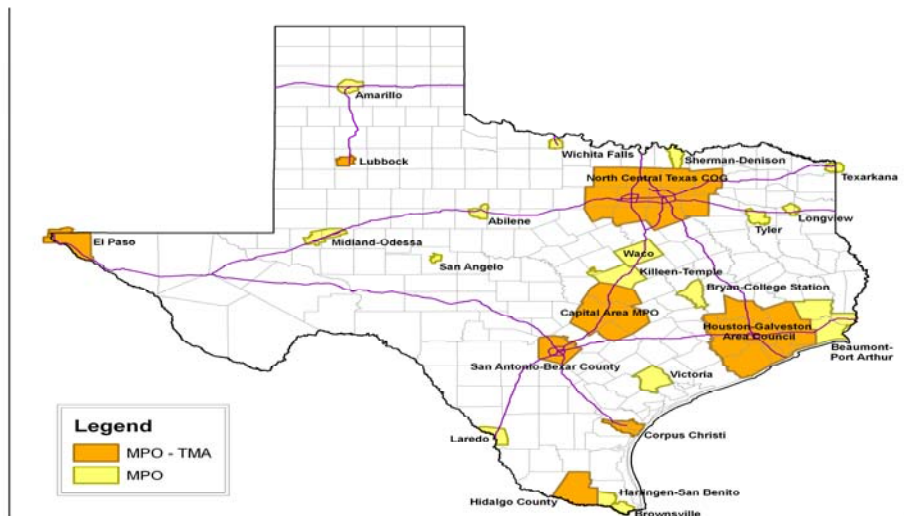 Amarillo
Lubbock
Wichita Falls
Sherman-Denison
North Central Texas COG
Texarkana
Abilene
Longview
Tyler
El Paso
Midland-Odessa
San Angelo
Waco
Killeen-Temple
Bryan-College Station
Capital Area MPO
Houston-Galveston
Area Council
Beaumont-
Port Arthur
San Antonio-Bexar County
Victoria
Legend
MPO - TMA
MPO
Laredo
Corpus Christi
Hidalgo County
Harlingen-San Benito
Brownsville